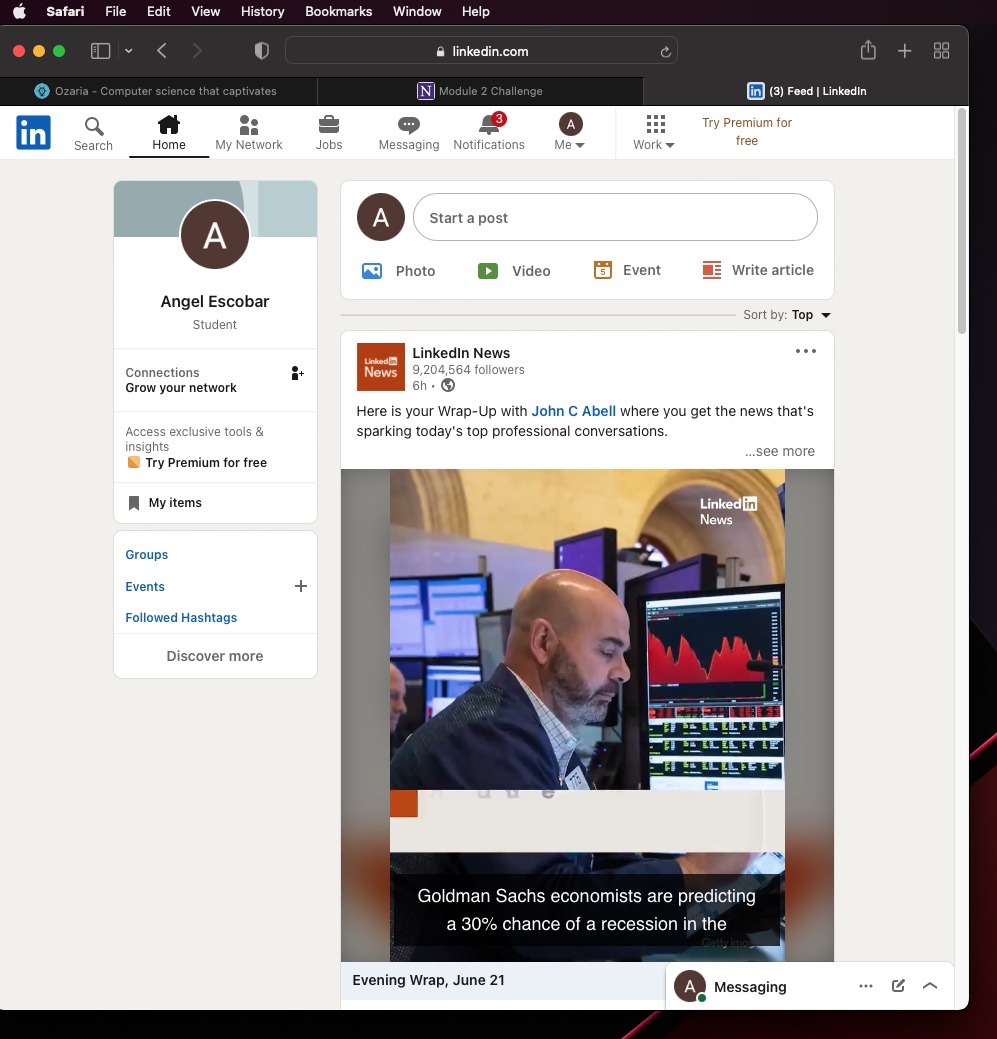 Safari File Edit View History Bookmarks Window Help
linkedin.com
Ozaria - Computer science that captivates
N Module 2 Challenge
in (3) Feed | LinkedIn
in
Search
Home
My Network
Jobs
Messaging
3
Notifications
A
Me
Work
Try Premium for
free
A
Angel Escobar
Student
Connections
Grow your network
Access exclusive tools &
insights
Try Premium for free
My items
Groups
Events
Followed Hashtags
Discover more
A
Start a post
Photo
Video
5
Event
Write article
Sort by: Top
LinkedIn
News
LinkedIn News
9,204,564 followers
6h •
Here is your Wrap-Up with John C Abell where you get the news that's
sparking today's top professional conversations.
...see more
LinkedIn
News
Goldman Sachs economists are predicting
a 30% chance of a recession in the
Evening Wrap, June 21
A
Messaging